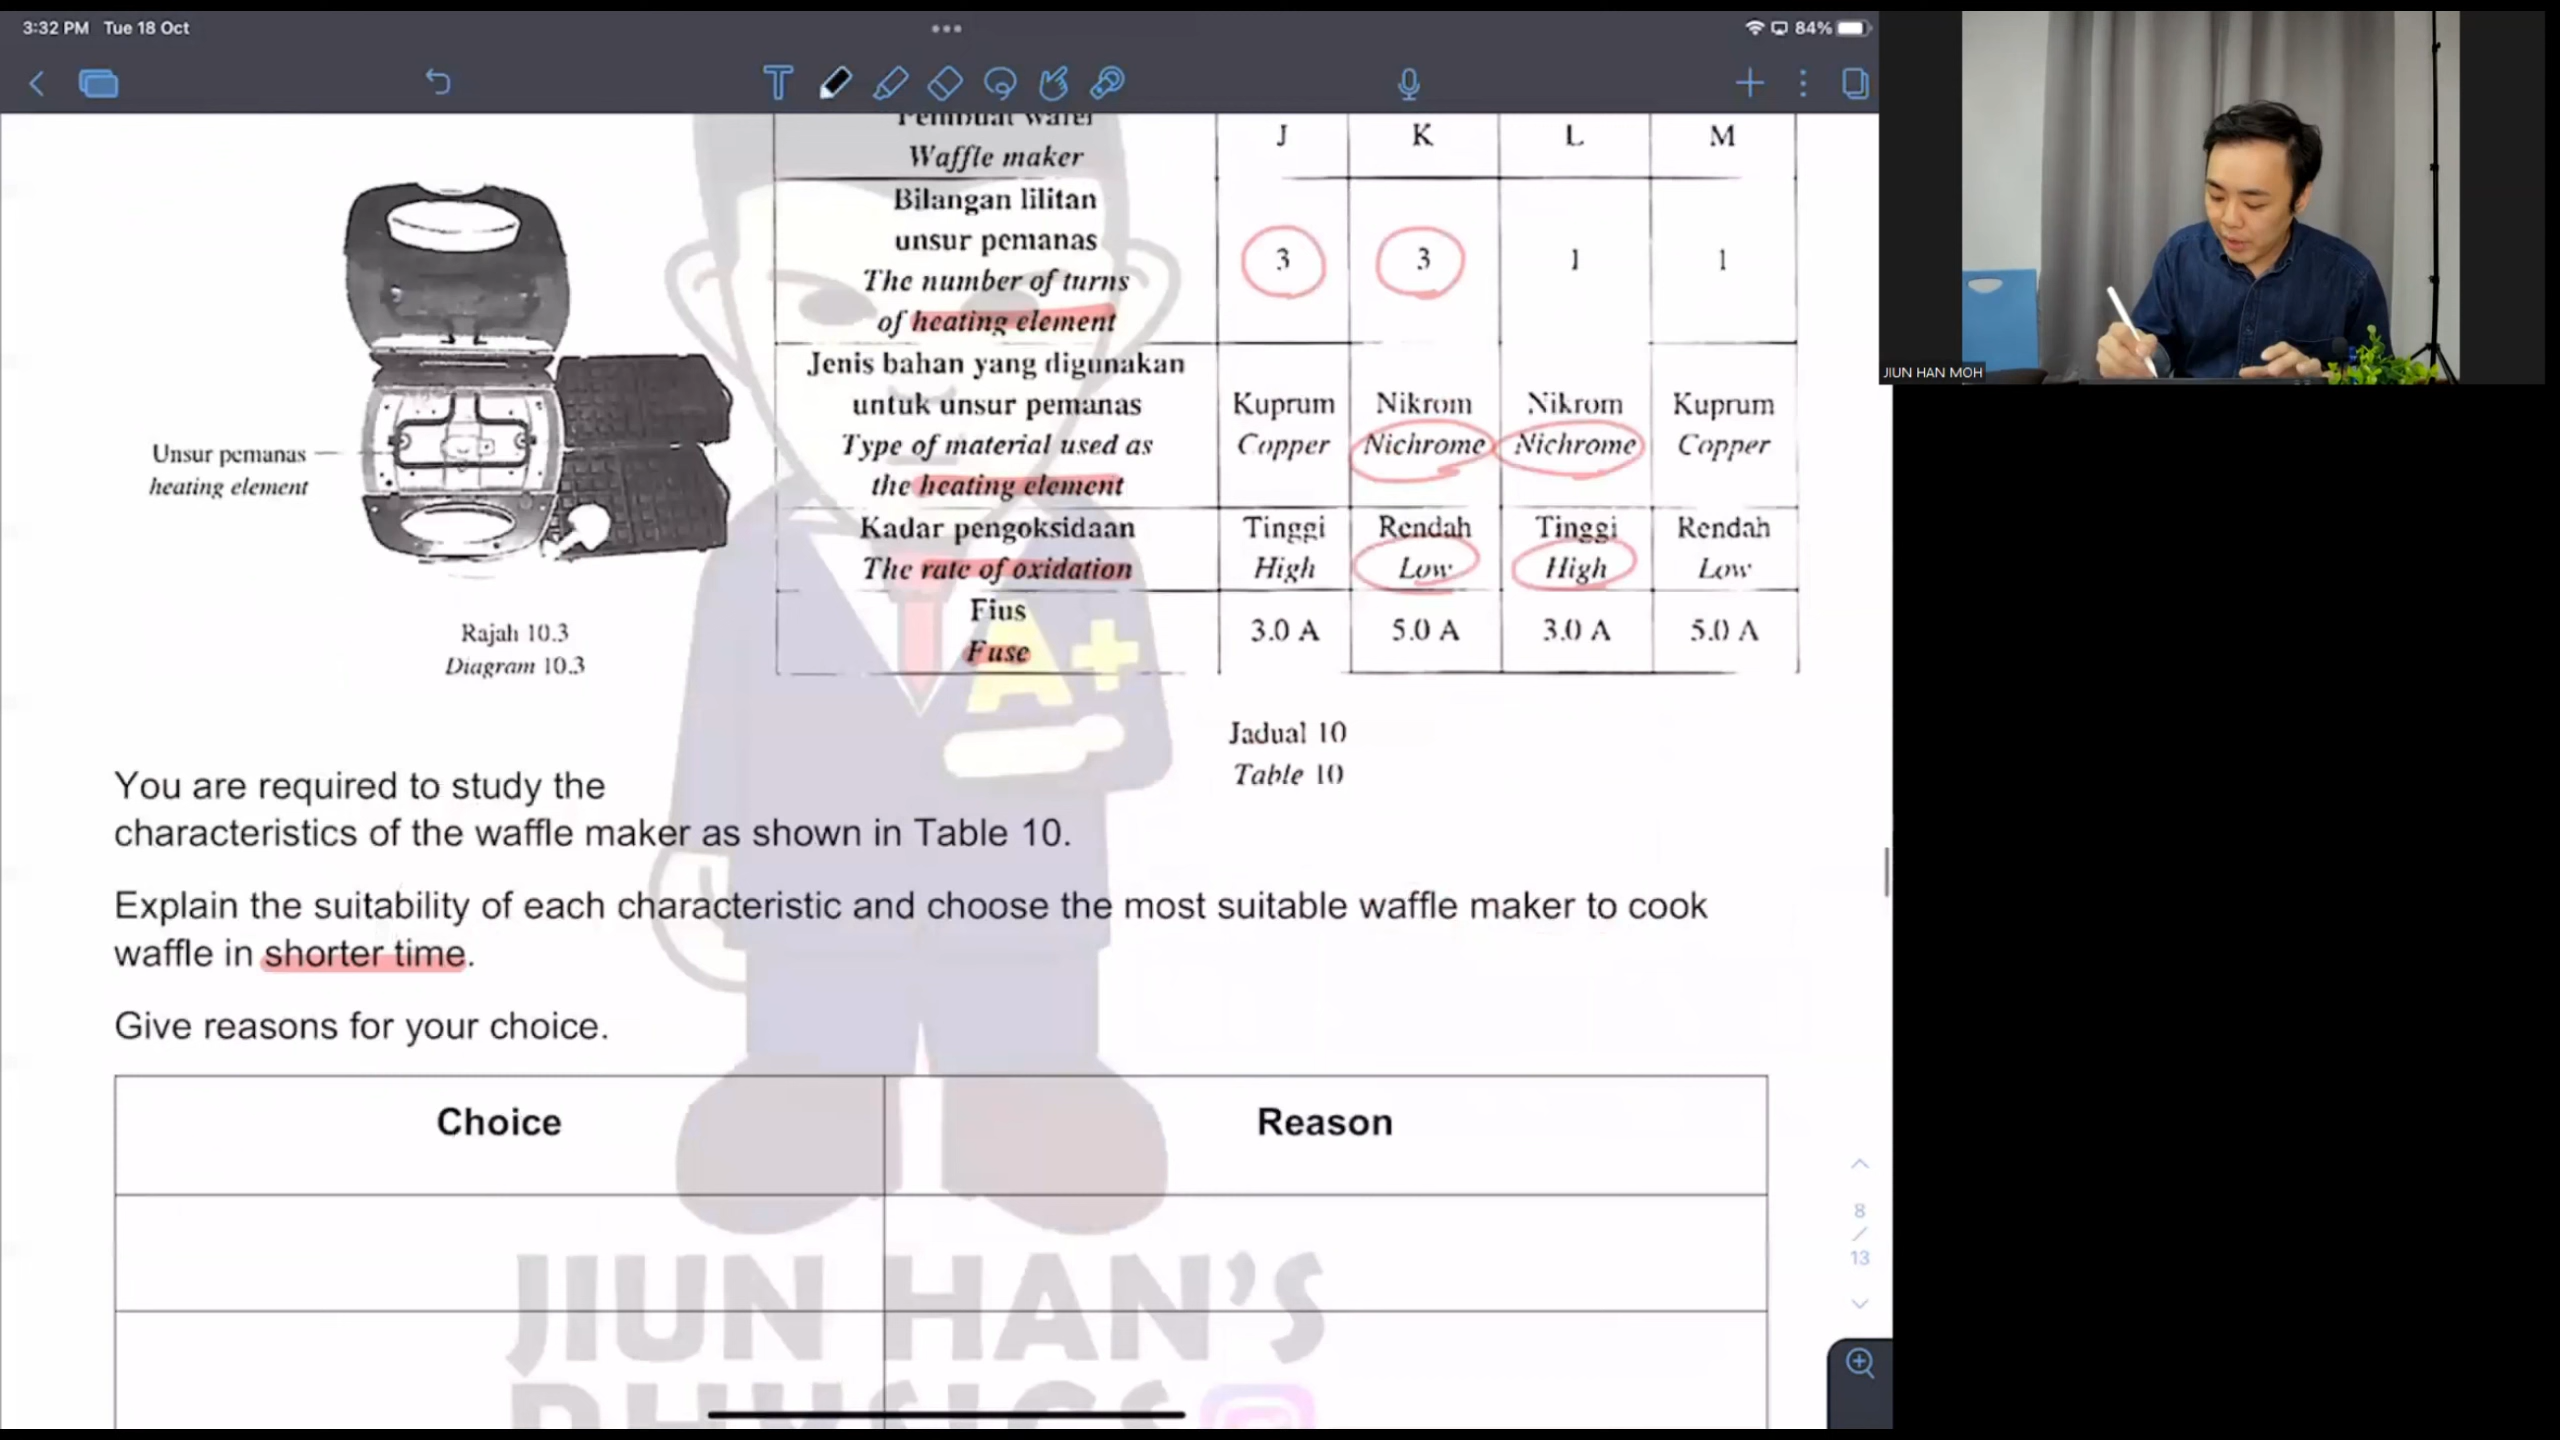 3:32 PM Tue 18 Oct
84%
JIUN HAN MOH
Pembuat wafel
Waffle maker
J K L M
Bilangan lilitan
unsur pemanas
The number of turns
of heating element
3 3 1 1
Jenis bahan yang digunakan
untuk unsur pemanas
Type of material used as
the heating element
Kuprum Nikrom Nikrom Kuprum
Copper Nichrome Nichrome Copper
Kadar pengoksidaan
The rate of oxidation
Tinggi Rendah Tinggi Rendah
High Low High Low
Fius
Fuse
3.0 A 5.0 A 3.0 A 5.0 A
Unsur pemanas
heating element
Rajah 10.3
Diagram 10.3
A+
Jadual 10
Table 10
You are required to study the
characteristics of the waffle maker as shown in Table 10.
Explain the suitability of each characteristic and choose the most suitable waffle maker to cook
waffle in shorter time.
Give reasons for your choice.
Choice Reason
8
/
13
JIUN HAN'S
PHYSICS